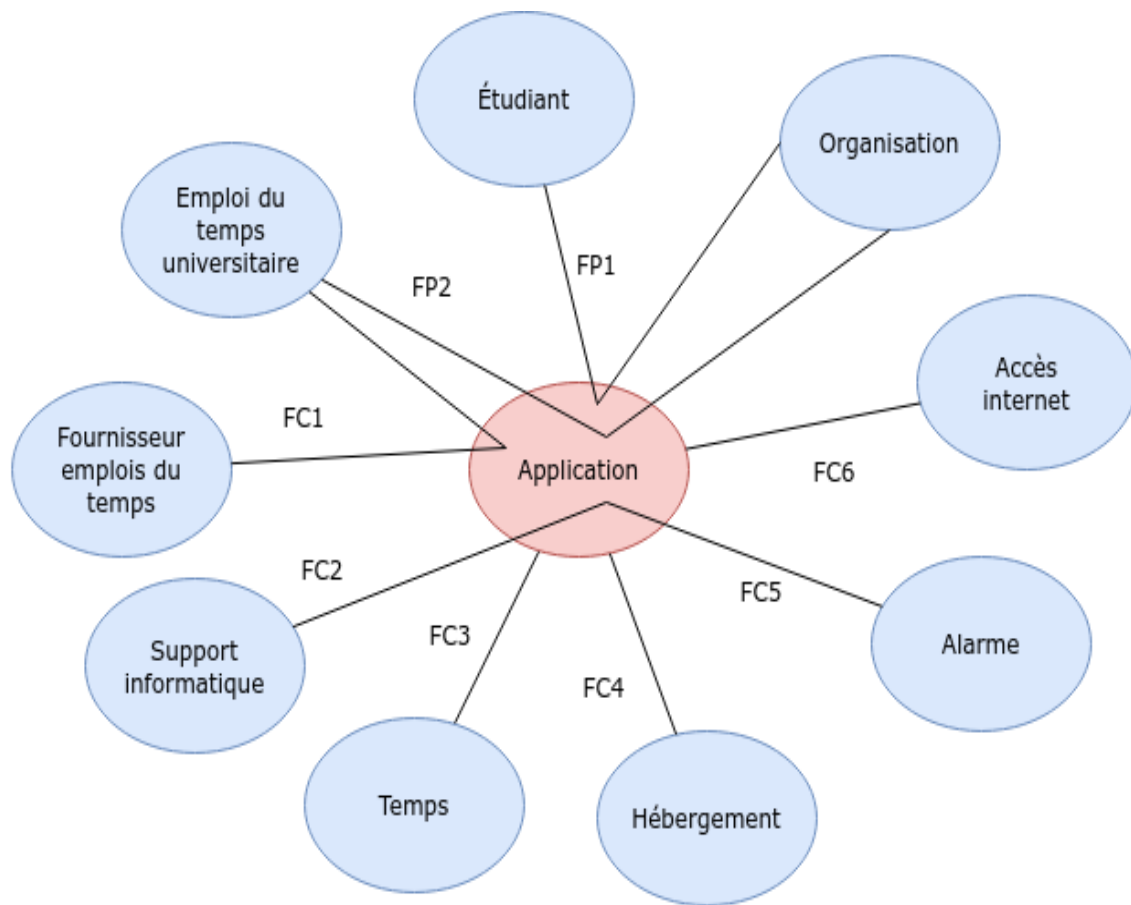 Étudiant
Organisation
Emploi du
temps
universitaire
FP1
FP2
Accès
internet
FC1
Fournisseur
emplois du
temps
Application
FC6
FC2
FC5
FC3
Support
informatique
Alarme
FC4
Temps
Hébergement